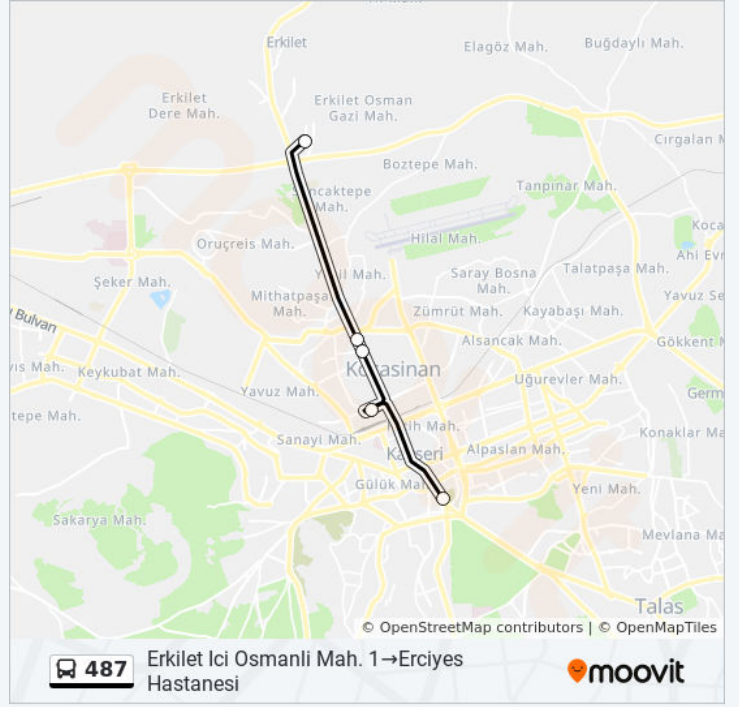 Erkilet
Elagöz Mah.
Buğdaylı Mah.
Erkilet
Dere Mah.
Erkilet Osman
Gazi Mah.
Cırgalan M
Boztepe Mah.
Tanpınar Mah.
Mah.
Koca
Oruçreis Mah.
Hilal Mah.
Ahi Evr
Şeker Mah.
Mah.
Saray Bosna
Mah.
Talatpaşa Mah.
Mithatpaşa
Mah.
Yavuz Se
Bulvarı
Zümrüt Mah.
Kayabaşı Mah.
Alsancak Mah.
Gökkent
Mah.
Keykubat Mah.
Kocasinan
Yavuz Mah.
Uğurevler Mah.
Germ
tepe Mah.
Sanayi Mah.
Fatih Mah.
Konaklar Ma
Kayseri
Alpaslan Mah.
Gülük Mah.
Yeni Mah.
Sakarya Mah.
Mevlana Ma
Talas
© OpenStreetMap contributors | © OpenMapTiles
487
Erkilet Ici Osmanli Mah. 1→Erciyes
Hastanesi
moovit